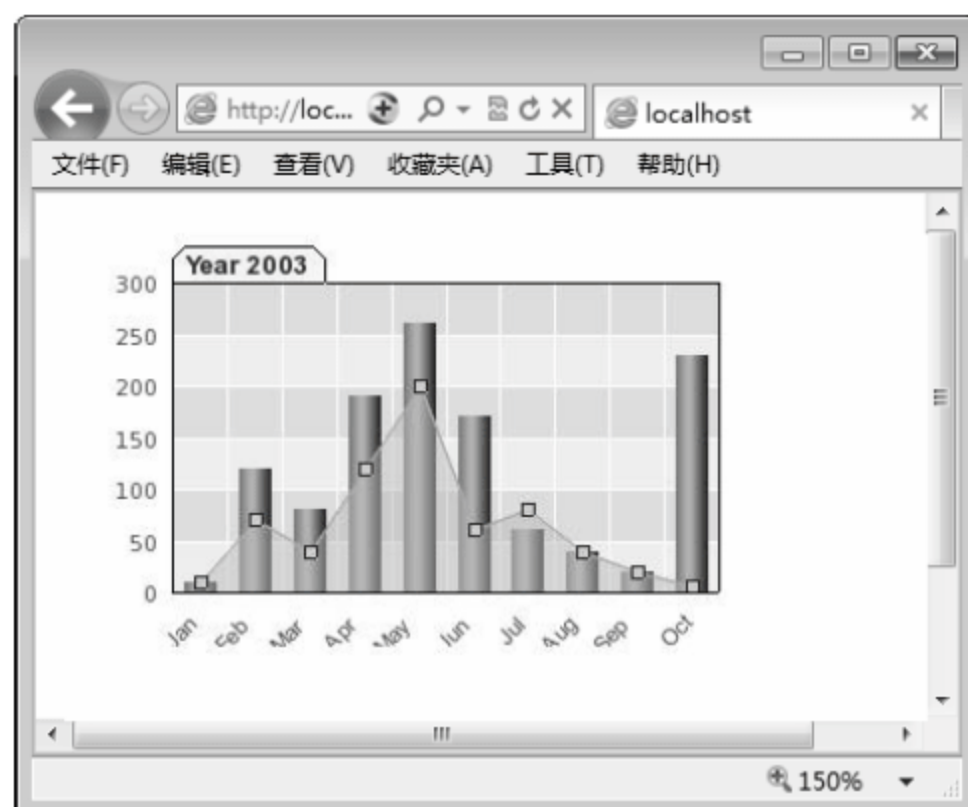 http://loc...
localhost
文件(F) 编辑(E) 查看(V) 收藏夹(A) 工具(T) 帮助(H)
Year 2003
300
250
200
150
100
50
0
Jan Feb Mar Apr May Jun Jul Aug Sep Oct
150%